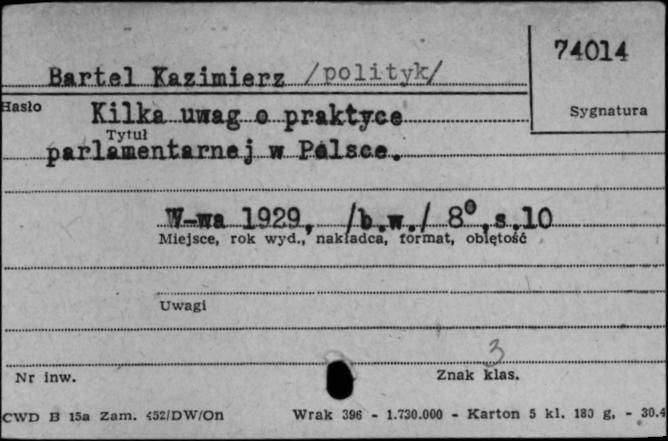 74014
Bartel Kazimierz /polityk/
Hasło
Kilka uwag o praktyce
Sygnatura
Tytuł
parlamentarnej w Polsce.
W-wa 1929, /b.w./ 8°, s.10
Miejsce, rok wyd., nakładca, format, objętość
Uwagi
3
Nr inw.
Znak klas.
CWD B 15a Zam. 452/DW/On Wrak 396 - 1.730.000 - Karton 5 kl. 180 g. - 30.4